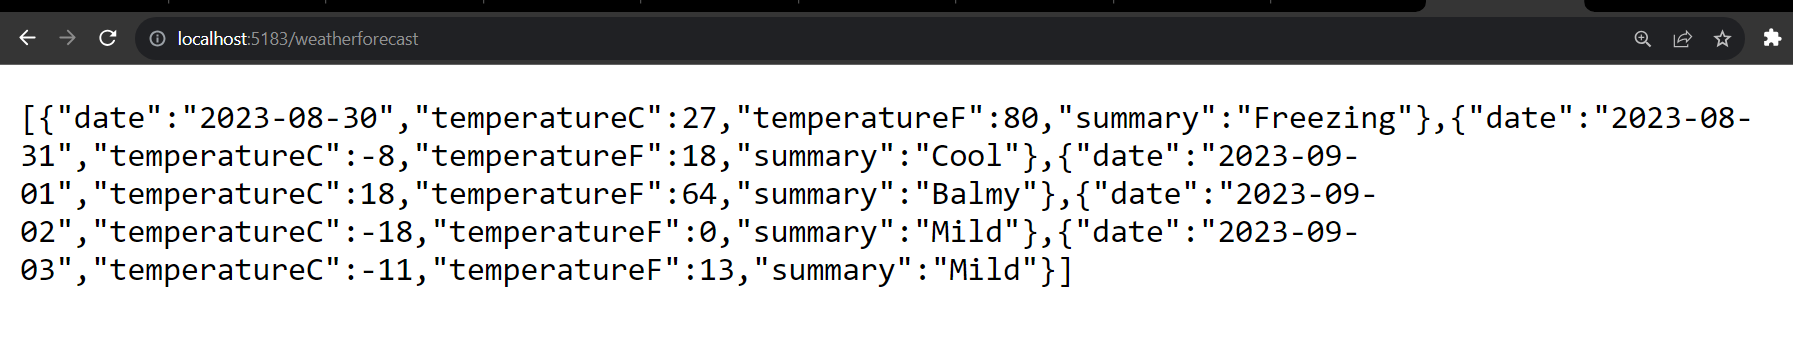 localhost:5183/weatherforecast
[{"date":"2023-08-30","temperatureC":27,"temperatureF":80,"summary":"Freezing"},{"date":"2023-08-
31","temperatureC":-8,"temperatureF":18,"summary":"Cool"},{"date":"2023-09-
01","temperatureC":18,"temperatureF":64,"summary":"Balmy"},{"date":"2023-09-
02","temperatureC":-18,"temperatureF":0,"summary":"Mild"},{"date":"2023-09-
03","temperatureC":-11,"temperatureF":13,"summary":"Mild"}]